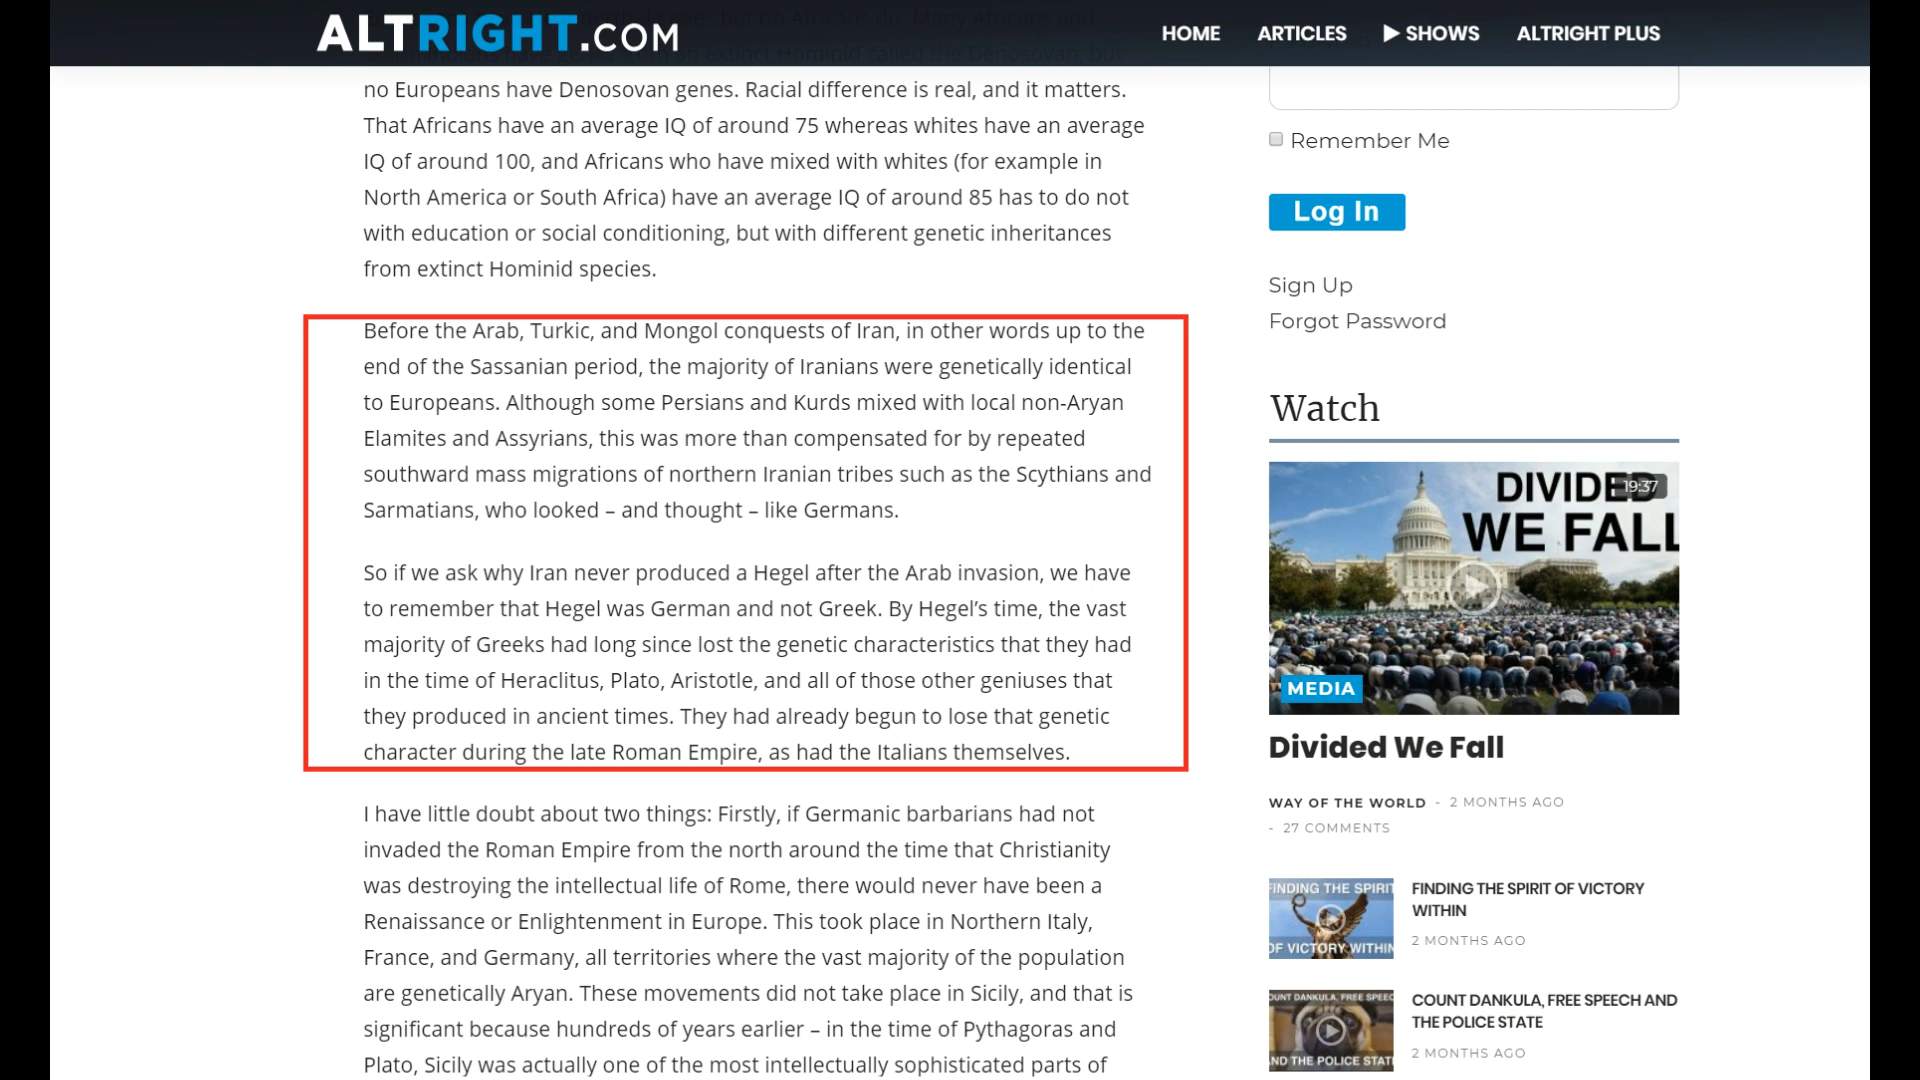 ALTRIGHT.COM
HOME
ARTICLES
SHOWS
ALTRIGHT PLUS
no Europeans have Denosovan genes. Racial difference is real, and it matters.
That Africans have an average IQ of around 75 whereas whites have an average
IQ of around 100, and Africans who have mixed with whites (for example in
North America or South Africa) have an average IQ of around 85 has to do not
with education or social conditioning, but with different genetic inheritances
from extinct Hominid species.
Before the Arab, Turkic, and Mongol conquests of Iran, in other words up to the
end of the Sassanian period, the majority of Iranians were genetically identical
to Europeans. Although some Persians and Kurds mixed with local non-Aryan
Elamites and Assyrians, this was more than compensated for by repeated
southward mass migrations of northern Iranian tribes such as the Scythians and
Sarmatians, who looked – and thought – like Germans.
So if we ask why Iran never produced a Hegel after the Arab invasion, we have
to remember that Hegel was German and not Greek. By Hegel's time, the vast
majority of Greeks had long since lost the genetic characteristics that they had
in the time of Heraclitus, Plato, Aristotle, and all of those other geniuses that
they produced in ancient times. They had already begun to lose that genetic
character during the late Roman Empire, as had the Italians themselves.
I have little doubt about two things: Firstly, if Germanic barbarians had not
invaded the Roman Empire from the north around the time that Christianity
was destroying the intellectual life of Rome, there would never have been a
Renaissance or Enlightenment in Europe. This took place in Northern Italy,
France, and Germany, all territories where the vast majority of the population
are genetically Aryan. These movements did not take place in Sicily, and that is
significant because hundreds of years earlier – in the time of Pythagoras and
Plato, Sicily was actually one of the most intellectually sophisticated parts of
Remember Me
Log In
Sign Up
Forgot Password
Watch
DIVIDED
19:37
WE FALL
MEDIA
Divided We Fall
WAY OF THE WORLD - 2 MONTHS AGO
- 27 COMMENTS
FINDING THE SPIRIT
OF VICTORY WITHIN
FINDING THE SPIRIT OF VICTORY
WITHIN
2 MONTHS AGO
COUNT DANKULA, FREE SPEECH
AND THE POLICE STATE
COUNT DANKULA, FREE SPEECH AND
THE POLICE STATE
2 MONTHS AGO